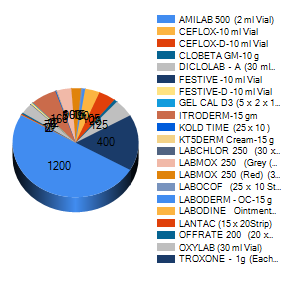 AMILAB 500 (2 ml Vial)
CEFLOX-10 ml Vial
CEFLOX-D-10 ml Vial
CLOBETA GM-10 g
DICLOLAB - A (30 ml...
FESTIVE -10 ml Vial
FESTIVE-D -10 ml Vial
GEL CAL D3 (5 x 2 x 1...
ITRODERM-15 gm
KOLD TIME (25 x 10 )
KT5DERM Cream-15 g
LABCHLOR 250 (30 x...
LABMOX 250 (Grey (...
LABMOX 250 (Red) (3...
LABOCOF (25 x 10 St...
LABODERM - OC-15 g
LABODINE Ointment...
LANTAC (15 x 20Strip)
OFFRATE 200 (20 x...
OXYLAB (30 ml Vial)
TROXONE - 1g (Each...
125
400
1200